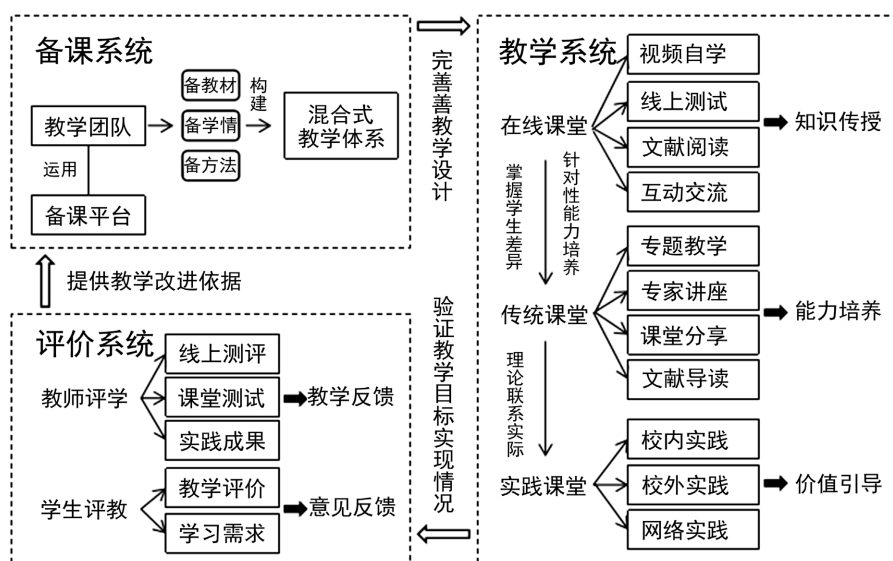 备课系统
教学团队
运用
备课平台
备教材
备学情
备方法
构建
混合式
教学体系
完善善教学设计
教学系统
在线课堂
视频自学
线上测试
文献阅读
互动交流
知识传授
掌握学生差异
针对性能力培养
传统课堂
专题教学
专家讲座
课堂分享
文献导读
能力培养
理论联系实际
实践课堂
校内实践
校外实践
网络实践
价值引导
验证教学目标实现情况
提供教学改进依据
评价系统
教师评学
线上测评
课堂测试
实践成果
教学反馈
学生评教
教学评价
学习需求
意见反馈